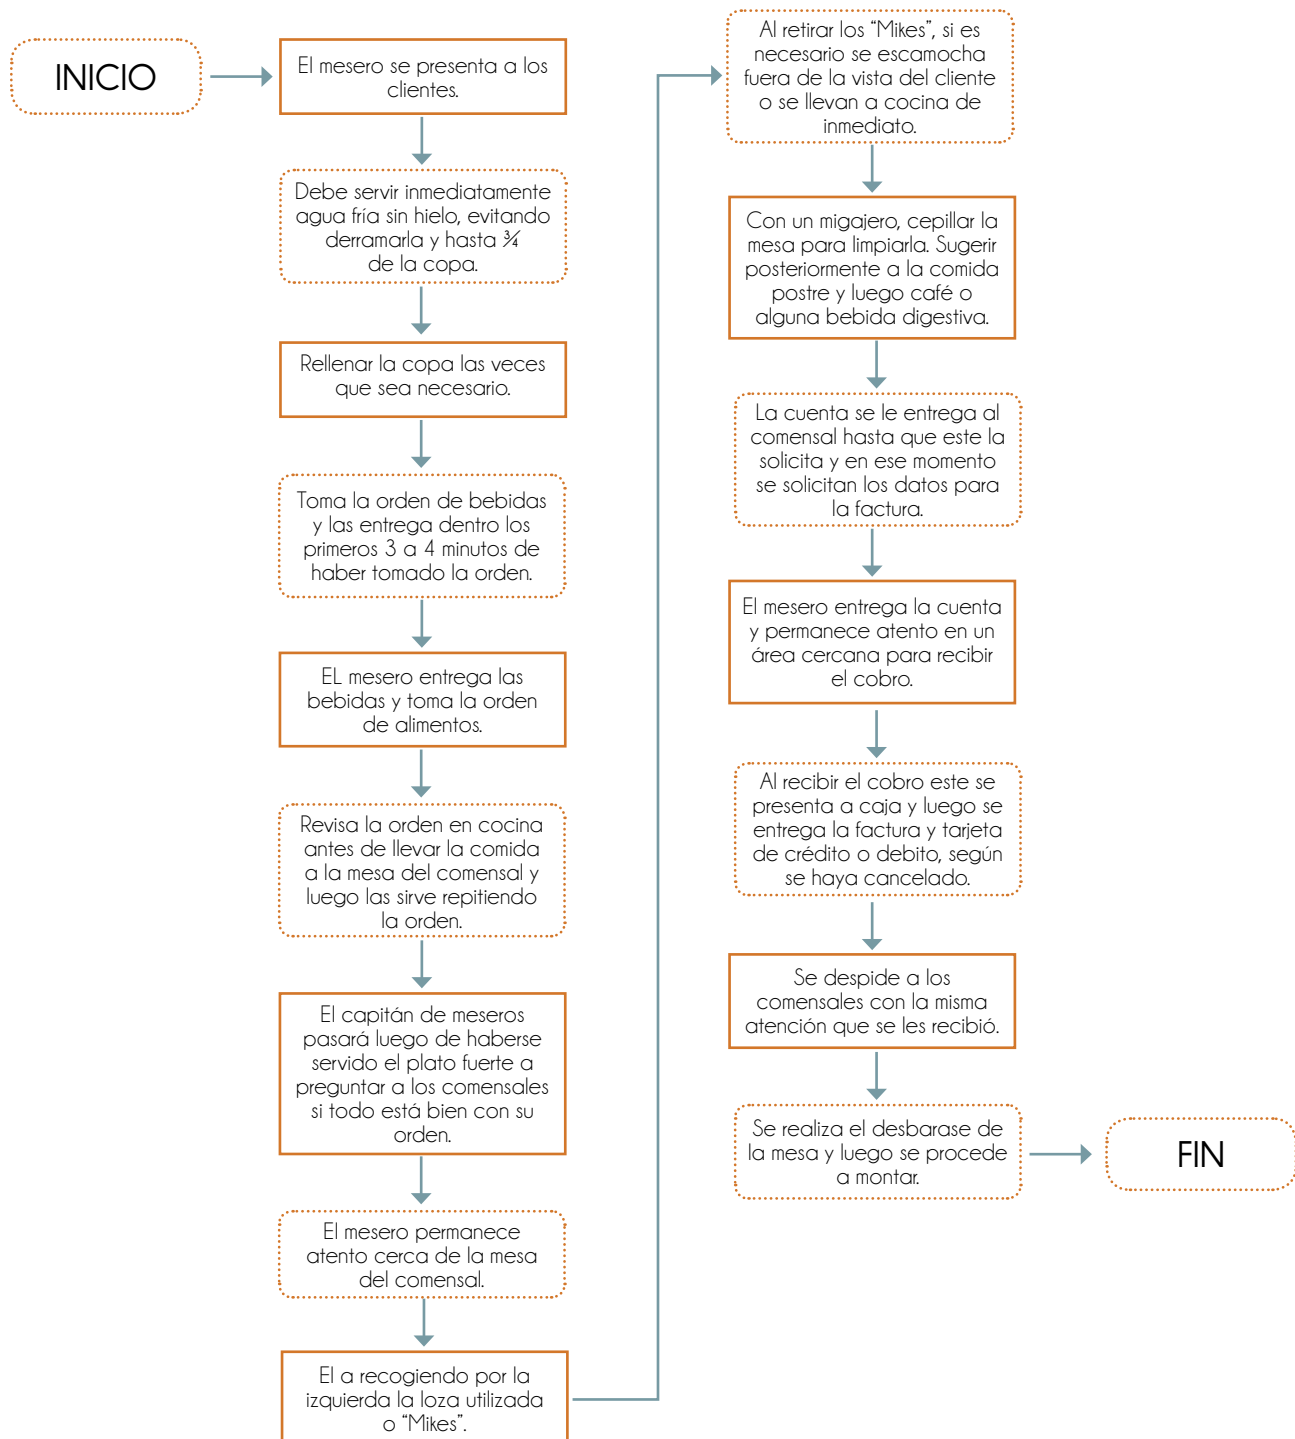 INICIO
El mesero se presenta a los
clientes.
Debe servir inmediatamente
agua fría sin hielo, evitando
derramarla y hasta ¾
de la copa.
Rellenar la copa las veces
que sea necesario.
Toma la orden de bebidas
y las entrega dentro los
primeros 3 a 4 minutos de
haber tomado la orden.
EL mesero entrega las
bebidas y toma la orden
de alimentos.
Revisa la orden en cocina
antes de llevar la comida
a la mesa del comensal y
luego las sirve repitiendo
la orden.
El capitán de meseros
pasará luego de haberse
servido el plato fuerte a
preguntar a los comensales
si todo está bien con su
orden.
El mesero permanece
atento cerca de la mesa
del comensal.
El a recogiendo por la
izquierda la loza utilizada
o “Mikes”.
Al retirar los “Mikes”, si es
necesario se escamocha
fuera de la vista del cliente
o se llevan a cocina de
inmediato.
Con un migajero, cepillar la
mesa para limpiarla. Sugerir
posteriormente a la comida
postre y luego café o
alguna bebida digestiva.
La cuenta se le entrega al
comensal hasta que este la
solicita y en ese momento
se solicitan los datos para
la factura.
El mesero entrega la cuenta
y permanece atento en un
área cercana para recibir
el cobro.
Al recibir el cobro este se
presenta a caja y luego se
entrega la factura y tarjeta
de crédito o debito, según
se haya cancelado.
Se despide a los
comensales con la misma
atención que se les recibió.
Se realiza el desbarase de
la mesa y luego se procede
a montar.
FIN